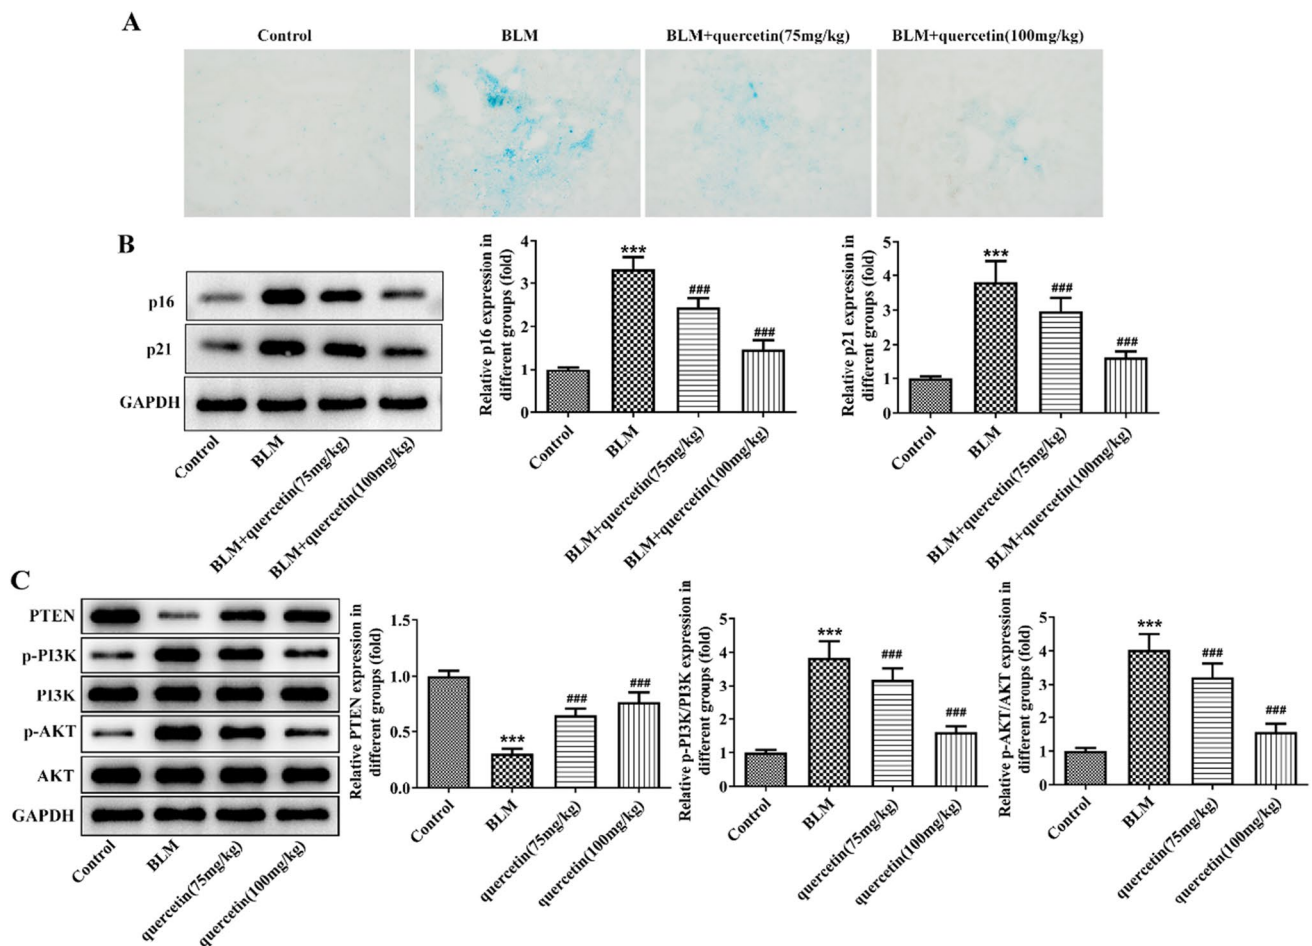 A
Control
BLM
BLM+quercetin(75mg/kg)
BLM+quercetin(100mg/kg)
B
p16
p21
GAPDH
Control
BLM
BLM+quercetin(75mg/kg)
BLM+quercetin(100mg/kg)
Relative p16 expression in
different groups (fold)
4
3
2
1
0
***
###
###
Control
BLM
BLM+quercetin(75mg/kg)
BLM+quercetin(100mg/kg)
Relative p21 expression in
different groups (fold)
5
4
3
2
1
0
***
###
###
Control
BLM
BLM+quercetin(75mg/kg)
BLM+quercetin(100mg/kg)
C
PTEN
p-PI3K
PI3K
p-AKT
AKT
GAPDH
Control
BLM
quercetin(75mg/kg)
quercetin(100mg/kg)
Relative PTEN expression in
different groups (fold)
1.5
1.0
0.5
0.0
***
###
###
Control
BLM
quercetin(75mg/kg)
quercetin(100mg/kg)
Relative p-PI3K/PI3K expression in
different groups (fold)
5
4
3
2
1
0
***
###
###
Control
BLM
quercetin(75mg/kg)
quercetin(100mg/kg)
Relative p-AKT/AKT expression in
different groups (fold)
5
4
3
2
1
0
***
###
###
Control
BLM
quercetin(75mg/kg)
quercetin(100mg/kg)